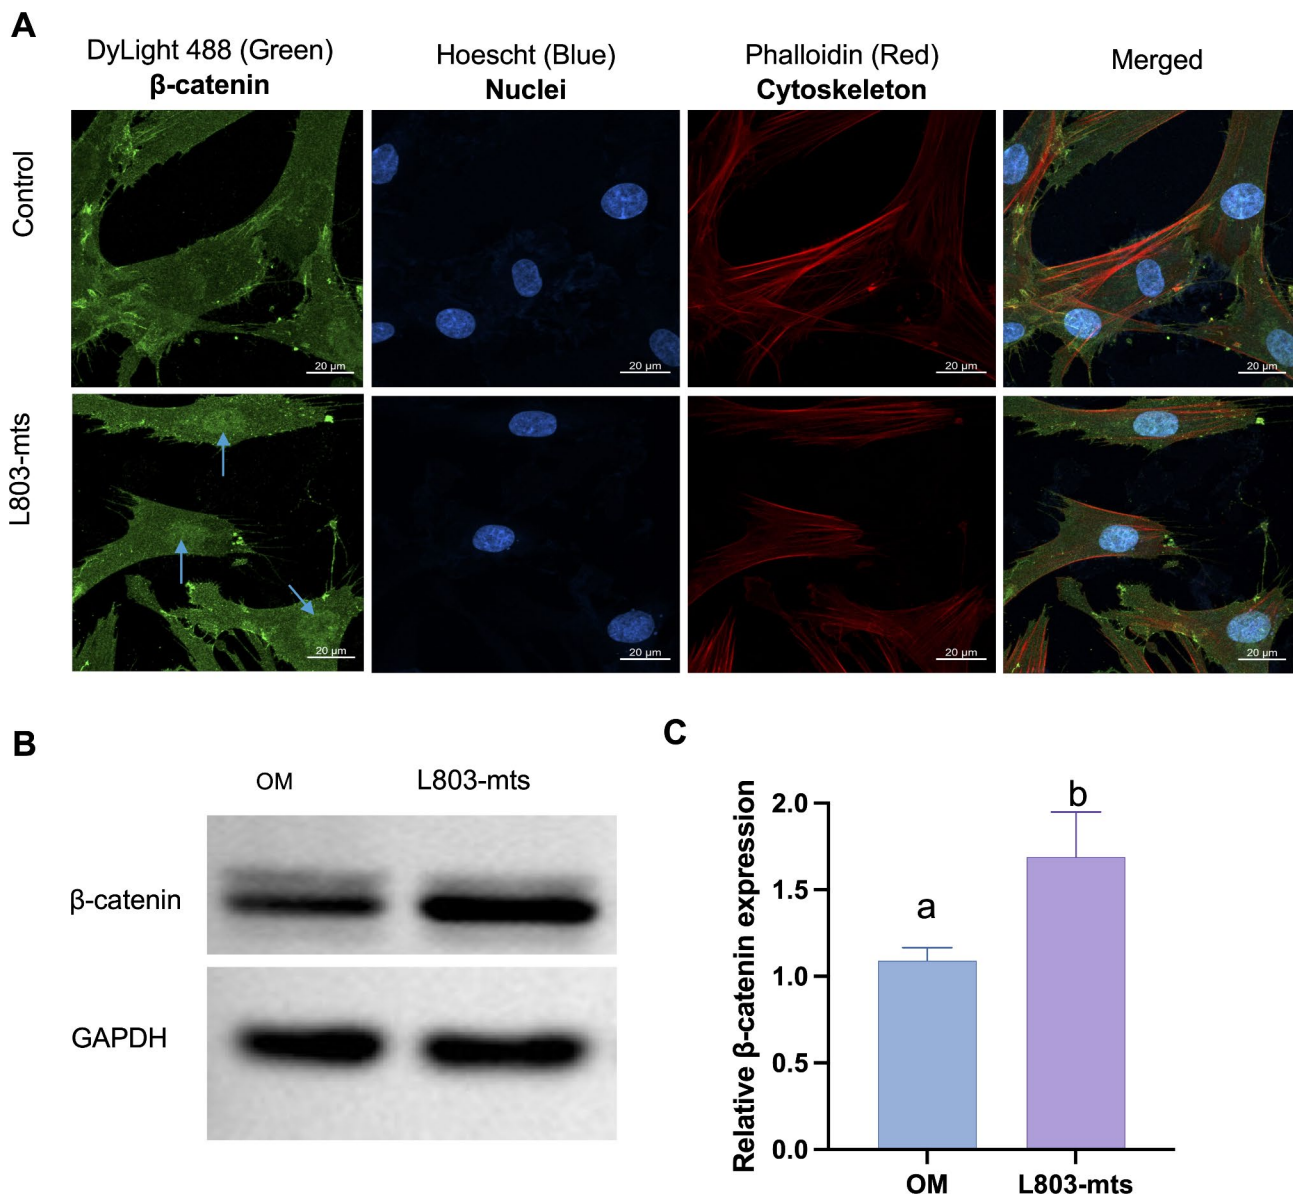 A
DyLight 488 (Green)
β-catenin
Hoescht (Blue)
Nuclei
Phalloidin (Red)
Cytoskeleton
Merged
Control
20 μm
20 μm
20 μm
20 μm
L803-mts
20 μm
20 μm
20 μm
20 μm
B
OM
L803-mts
β-catenin
GAPDH
C
Relative β-catenin expression
2.0
1.5
1.0
0.5
0.0
a
b
OM
L803-mts